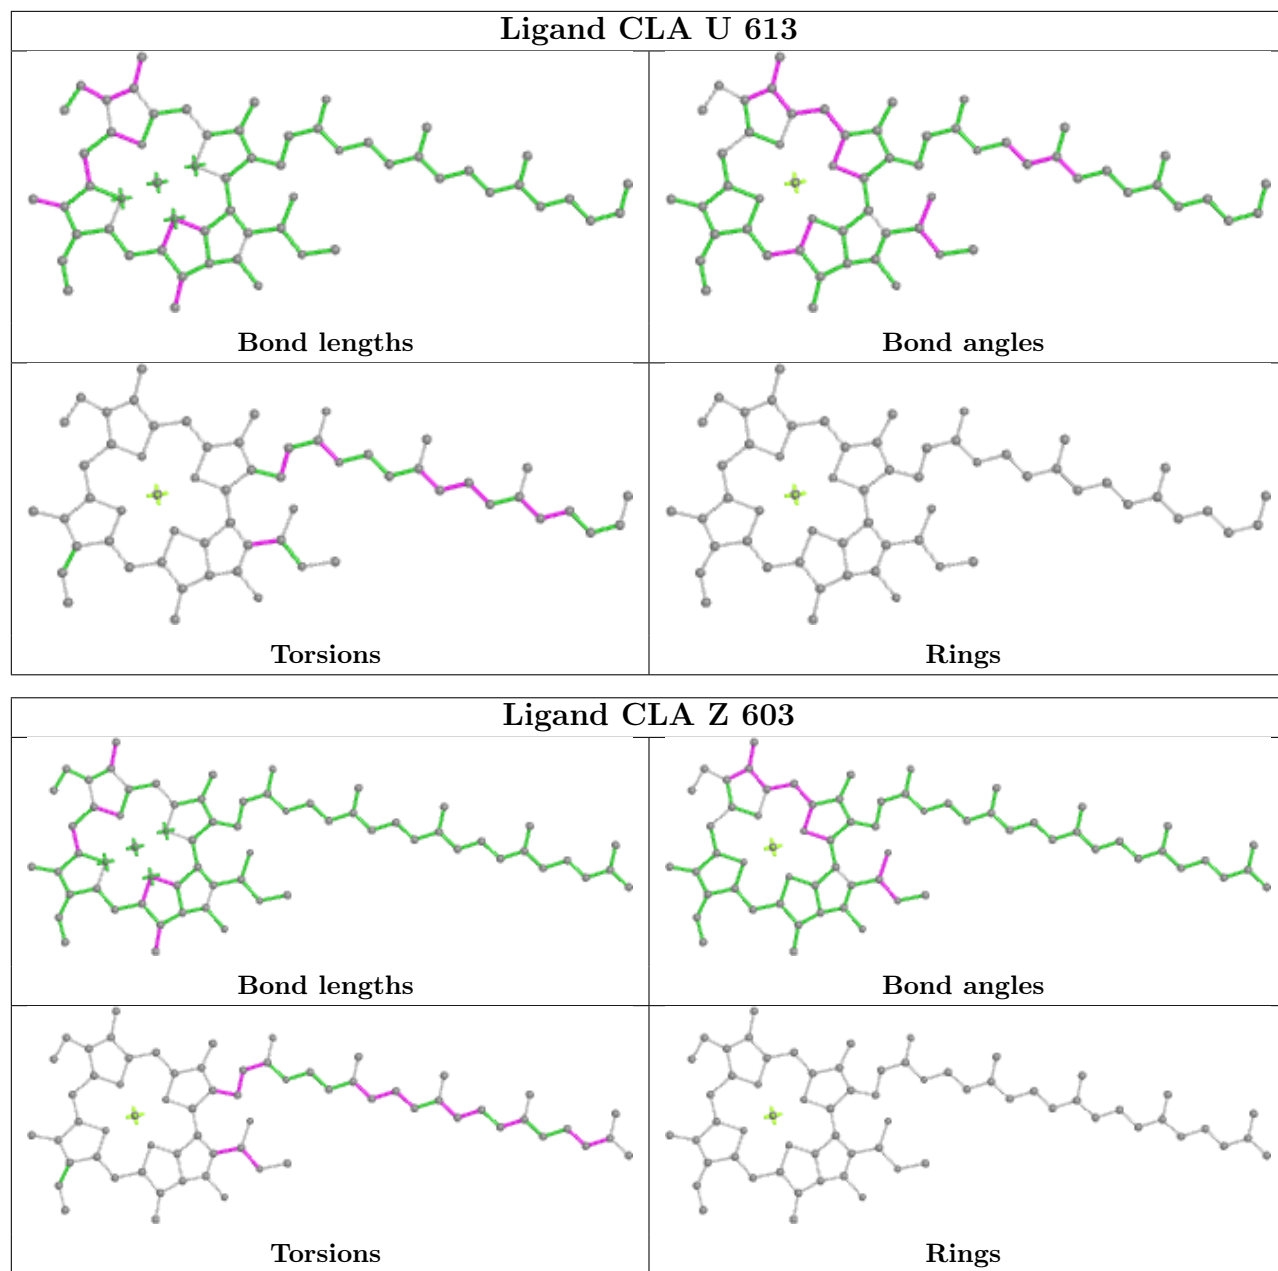 Ligand CLA U 613
Bond lengths
Bond angles
Torsions
Rings
Ligand CLA Z 603
Bond lengths
Bond angles
Torsions
Rings